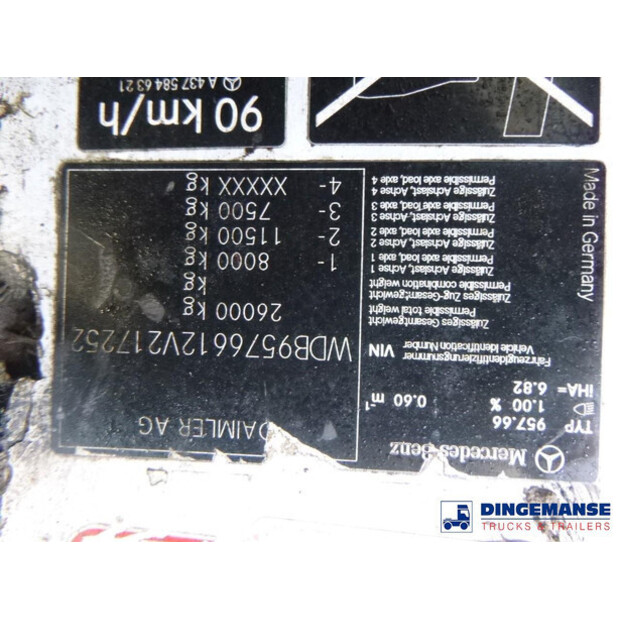 Mercedes-Benz
DAIMLER AG
TYP 957.66
1.00 % 0.60 m⁻¹
IHA= 6.82
Fahrzeugidentifizierungsnummer
Vehicle Identification Number VIN WDB9576612V217252
Zulässiges Gesamtgewicht
Permissible total weight 26000 kg
Zulässiges Zug-Gesamtgewicht
Permissible combination weight kg
Zulässige Achslast, Achse 1
Permissible axle load, axle 1 1- 8000 kg
Zulässige Achslast, Achse 2
Permissible axle load, axle 2 2- 11500 kg
Zulässige Achslast, Achse 3
Permissible axle load, axle 3 3- 7500 kg
Zulässige Achslast, Achse 4
Permissible axle load, axle 4 4- XXXXX kg
Made in Germany
90 km/h
A 437 584 63 21
DINGEMANSE
TRUCKS & TRAILERS